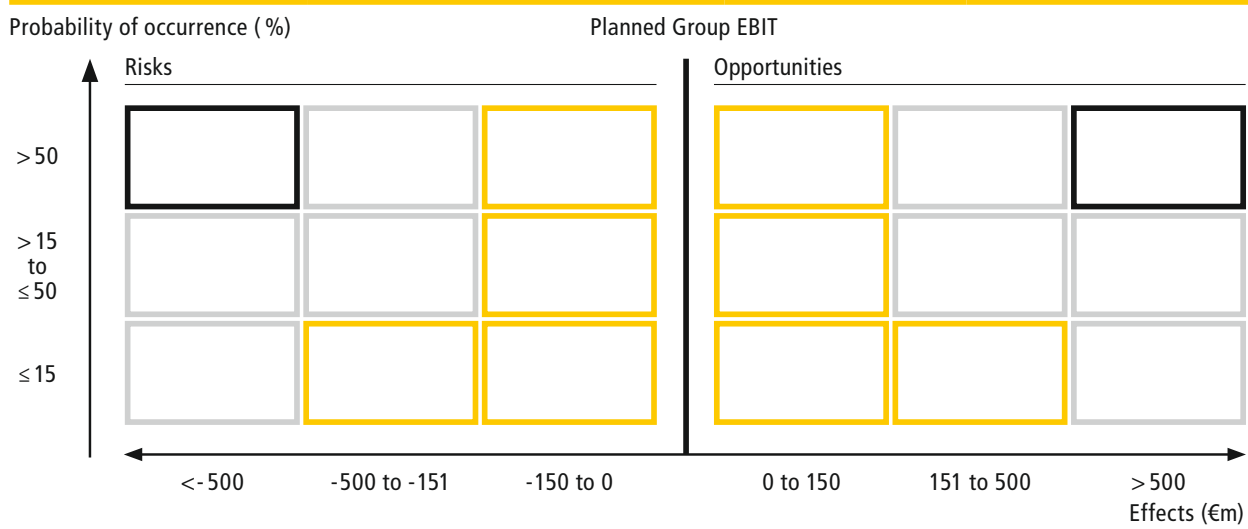 Probability of occurrence (%)
Planned Group EBIT
Risks
Opportunities
>50
>15
to
≤50
≤15
<-500
-500 to -151
-150 to 0
0 to 150
151 to 500
>500
Effects (€m)